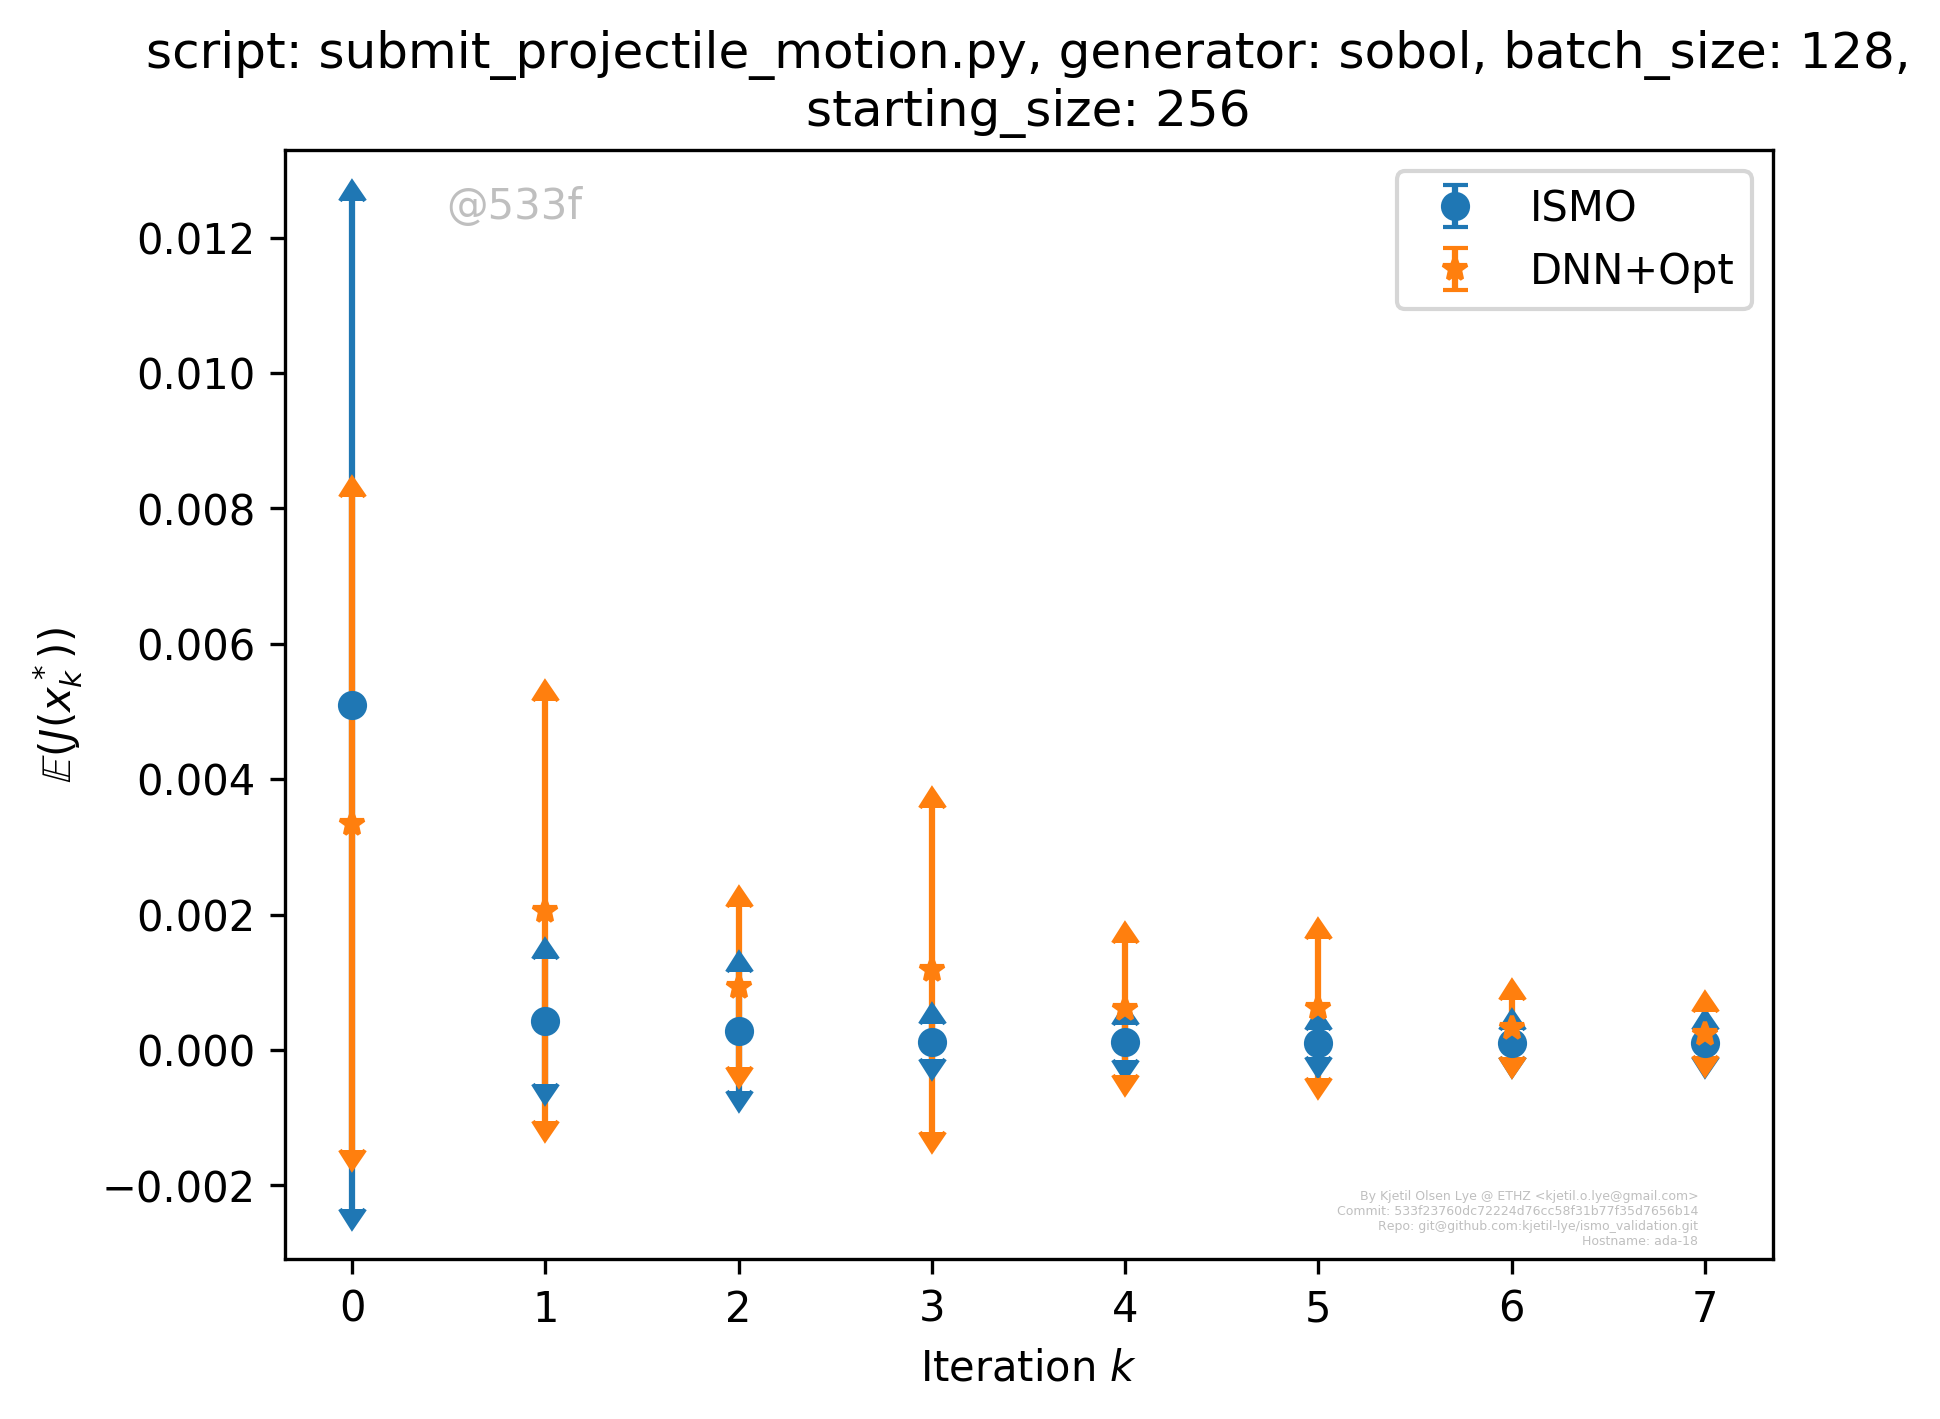 script: submit_projectile_motion.py, generator: sobol, batch_size: 128,
starting_size: 256
@533f
ISMO
DNN+Opt
0.012
0.010
0.008
0.006
0.004
0.002
0.000
−0.002
𝔼(J(x*k))
By Kjetil Olsen Lye @ ETHZ <kjetil.o.lye@gmail.com>
Commit: 533f23760dc72224d76cc58f31b77f35d7656b14
Repo: git@github.com:kjetil-lye/ismo_validation.git
Hostname: ada-18
0 1 2 3 4 5 6 7
Iteration k